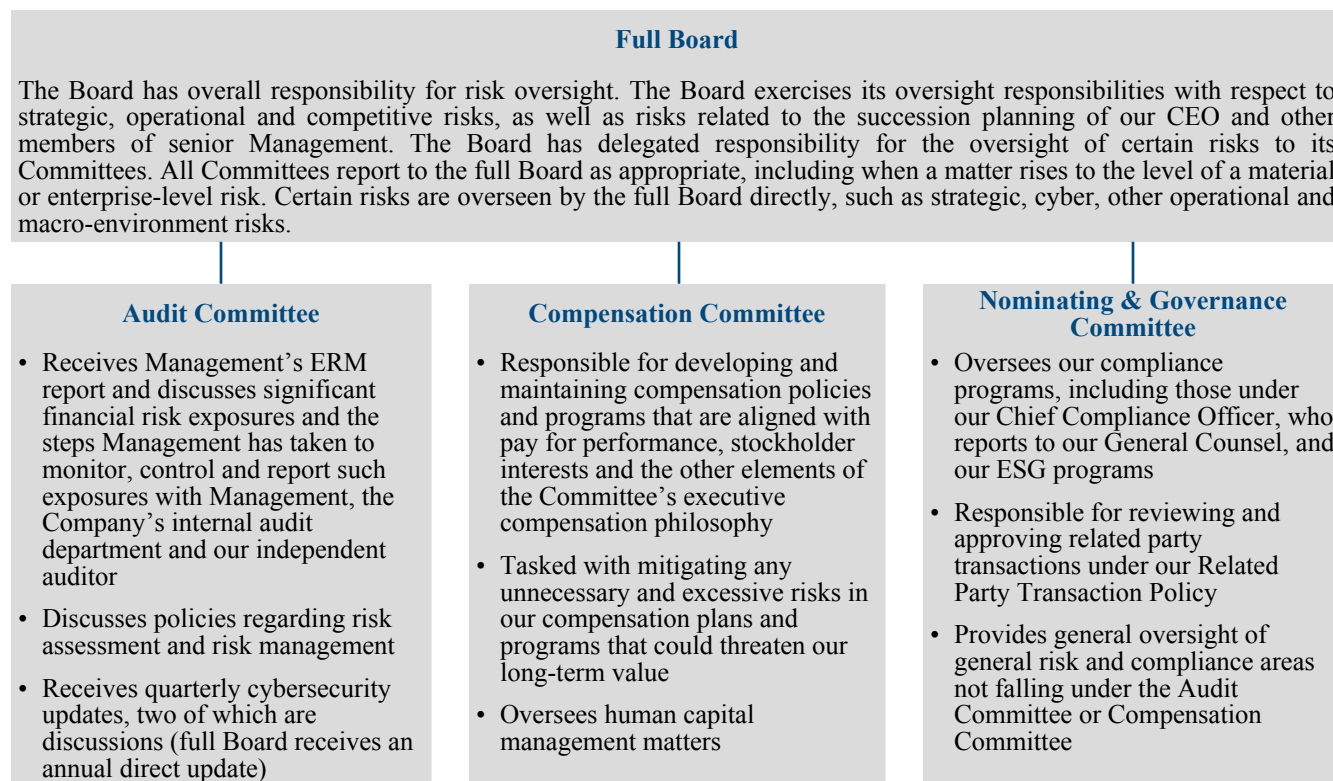 Full Board
The Board has overall responsibility for risk oversight. The Board exercises its oversight responsibilities with respect to
strategic, operational and competitive risks, as well as risks related to the succession planning of our CEO and other
members of senior Management. The Board has delegated responsibility for the oversight of certain risks to its
Committees. All Committees report to the full Board as appropriate, including when a matter rises to the level of a material
or enterprise-level risk. Certain risks are overseen by the full Board directly, such as strategic, cyber, other operational and
macro-environment risks.
Audit Committee
• Receives Management’s ERM
report and discusses significant
financial risk exposures and the
steps Management has taken to
monitor, control and report such
exposures with Management, the
Company’s internal audit
department and our independent
auditor
• Discusses policies regarding risk
assessment and risk management
• Receives quarterly cybersecurity
updates, two of which are
discussions (full Board receives an
annual direct update)
Compensation Committee
• Responsible for developing and
maintaining compensation policies
and programs that are aligned with
pay for performance, stockholder
interests and the other elements of
the Committee’s executive
compensation philosophy
• Tasked with mitigating any
unnecessary and excessive risks in
our compensation plans and
programs that could threaten our
long-term value
• Oversees human capital
management matters
Nominating & Governance
Committee
• Oversees our compliance
programs, including those under
our Chief Compliance Officer, who
reports to our General Counsel, and
our ESG programs
• Responsible for reviewing and
approving related party
transactions under our Related
Party Transaction Policy
• Provides general oversight of
general risk and compliance areas
not falling under the Audit
Committee or Compensation
Committee